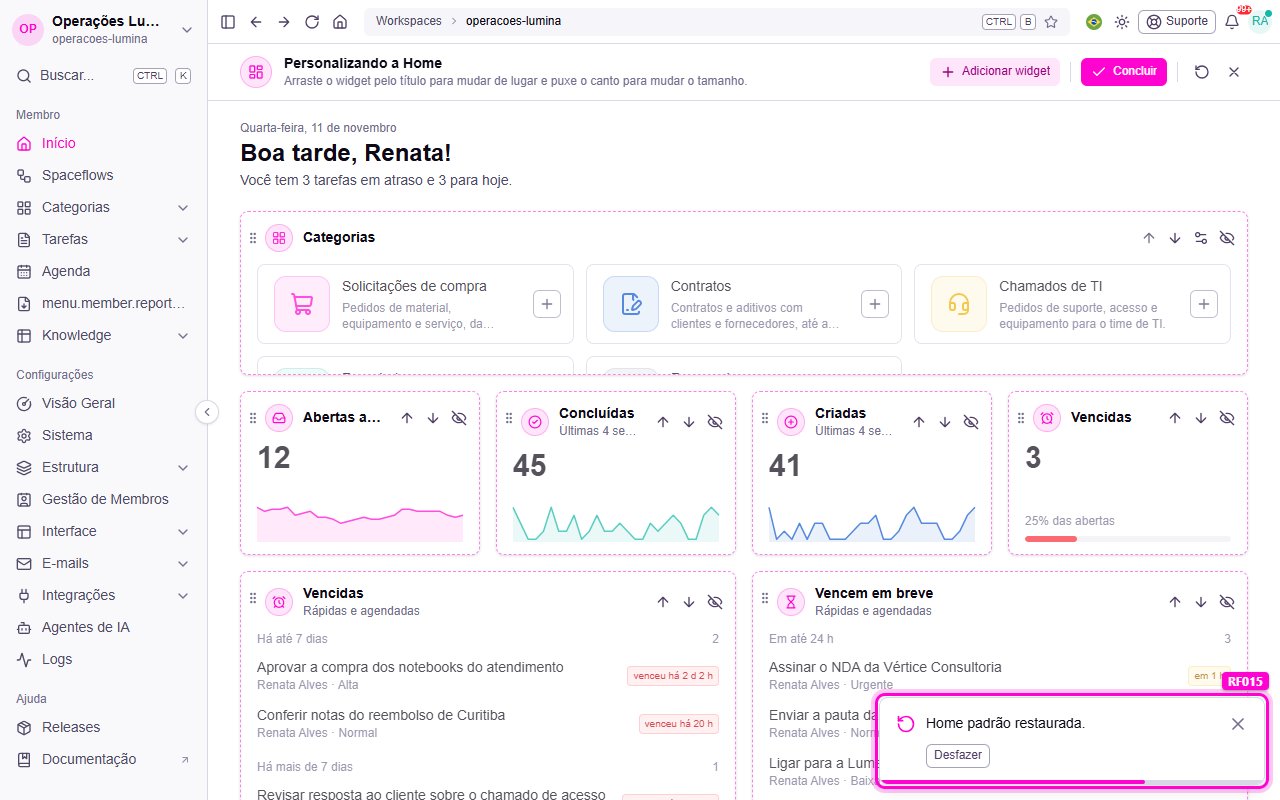 OP
Operações Lu...
operacoes-lumina
Buscar...
CTRL
K
Membro
Início
Spaceflows
Categorias
Tarefas
Agenda
menu.member.report...
Knowledge
Configurações
Visão Geral
Sistema
Estrutura
Gestão de Membros
Interface
E-mails
Integrações
Agentes de IA
Logs
Ajuda
Releases
Documentação
Workspaces
operacoes-lumina
CTRL
B
Suporte
99+
RA
Personalizando a Home
Arraste o widget pelo título para mudar de lugar e puxe o canto para mudar o tamanho.
Adicionar widget
Concluir
Quarta-feira, 11 de novembro
Boa tarde, Renata!
Você tem 3 tarefas em atraso e 3 para hoje.
Categorias
Solicitações de compra
Pedidos de material,
equipamento e serviço, da...
Contratos
Contratos e aditivos com
clientes e fornecedores, até a...
Chamados de TI
Pedidos de suporte, acesso e
equipamento para o time de TI.
Abertas a...
12
Concluídas
Últimas 4 se...
45
Criadas
Últimas 4 se...
41
Vencidas
3
25% das abertas
Vencidas
Rápidas e agendadas
Há até 7 dias
2
Aprovar a compra dos notebooks do atendimento
Renata Alves · Alta
venceu há 2 d 2 h
Conferir notas do reembolso de Curitiba
Renata Alves · Normal
venceu há 20 h
Há mais de 7 dias
1
Revisar resposta ao cliente sobre o chamado de acesso
Vencem em breve
Rápidas e agendadas
Em até 24 h
3
Assinar o NDA da Vértice Consultoria
Renata Alves · Urgente
em 1
Enviar a pauta
Renata Alves
Ligar para a
Renata Alves
RF015
Home padrão restaurada.
Desfazer